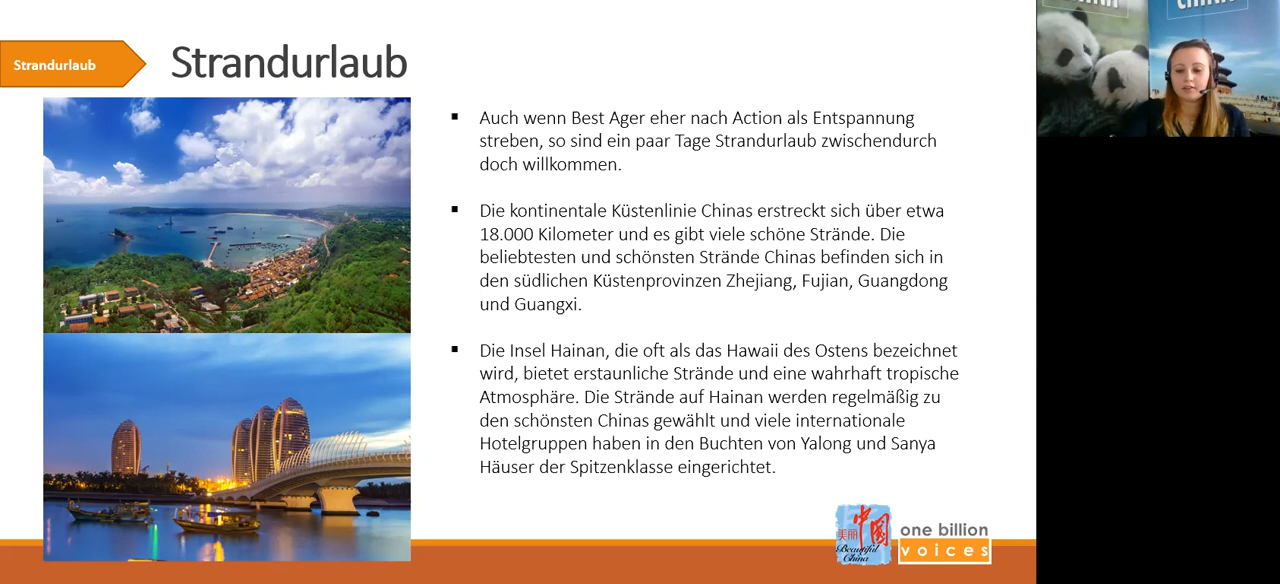 Strandurlaub
Strandurlaub
Auch wenn Best Ager eher nach Action als Entspannung
streben, so sind ein paar Tage Strandurlaub zwischendurch
doch willkommen.
Die kontinentale Küstenlinie Chinas erstreckt sich über etwa
18.000 Kilometer und es gibt viele schöne Strände. Die
beliebtesten und schönsten Strände Chinas befinden sich in
den südlichen Küstenprovinzen Zhejiang, Fujian, Guangdong
und Guangxi.
Die Insel Hainan, die oft als das Hawaii des Ostens bezeichnet
wird, bietet erstaunliche Strände und eine wahrhaft tropische
Atmosphäre. Die Strände auf Hainan werden regelmäßig zu
den schönsten Chinas gewählt und viele internationale
Hotelgruppen haben in den Buchten von Yalong und Sanya
Häuser der Spitzenklasse eingerichtet.
美丽
中国
Beautiful
China
one billion
voices